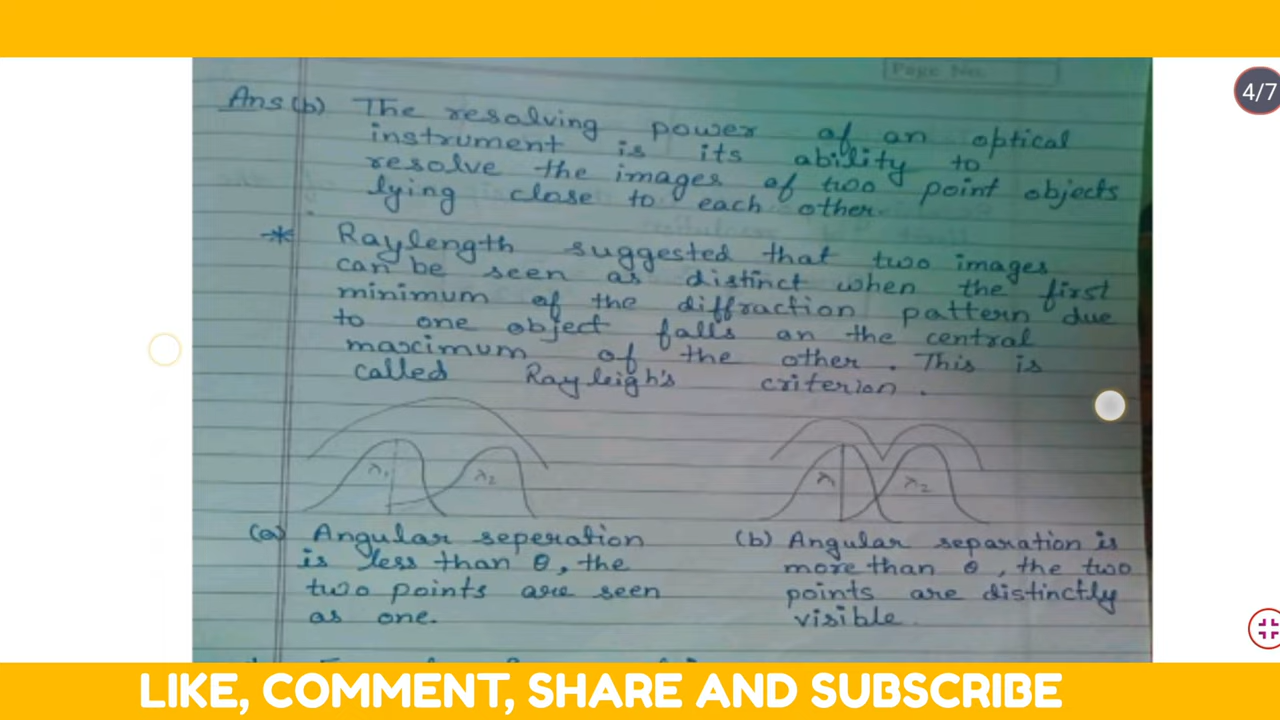 Page No.
4/7
Ans (b) The resolving power of an optical
instrument is its ability to
resolve the images of two point objects
lying close to each other.
* Raylength suggested that two images
can be seen as distinct when the first
minimum of the diffraction pattern due
to one object falls on the central
maximum of the other. This is
called Rayleigh's criterion.
λ1 λ2
λ λ2
(a) Angular seperation
is less than θ, the
two points are seen
as one.
(b) Angular separation is
more than θ, the two
points are distinctly
visible.
LIKE, COMMENT, SHARE AND SUBSCRIBE